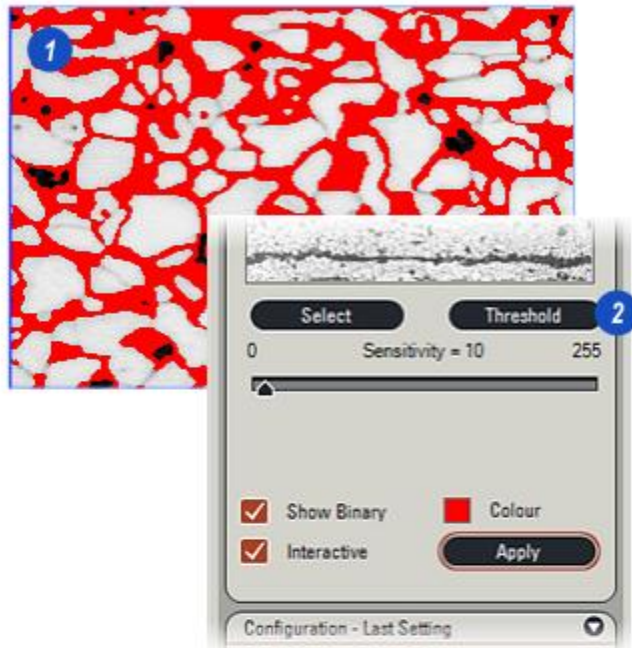 1
Select
Threshold
2
0
Sensitivity = 10
255
Show Binary
Colour
Interactive
Apply
Configuration - Last Setting